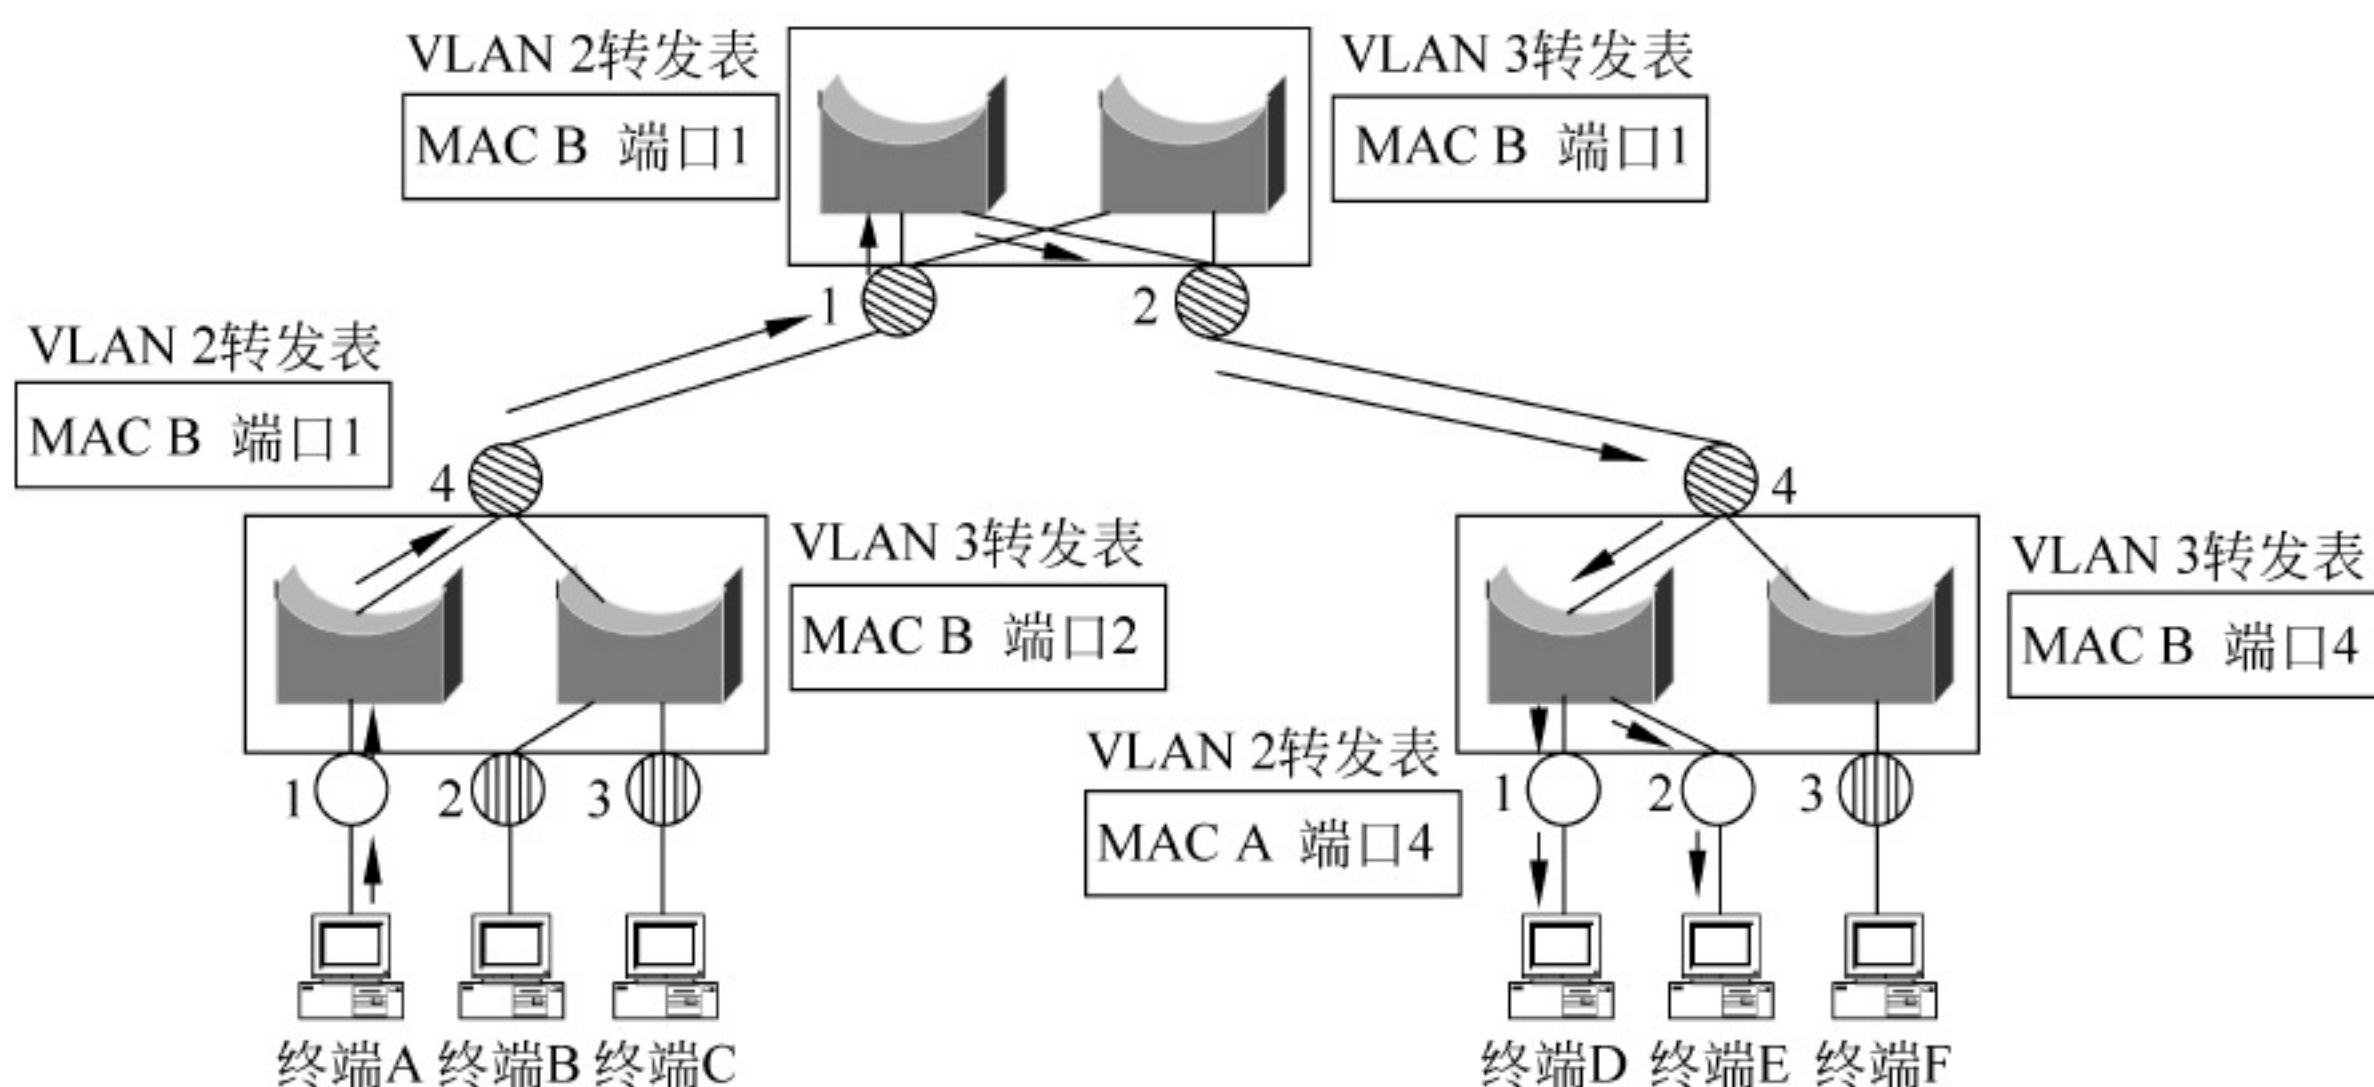 VLAN 2转发表
MAC B 端口1
VLAN 3转发表
MAC B 端口1
1
2
VLAN 2转发表
MAC B 端口1
4
4
VLAN 3转发表
MAC B 端口2
VLAN 3转发表
MAC B 端口4
VLAN 2转发表
MAC A 端口4
1
2
3
1
2
3
终端A
终端B
终端C
终端D
终端E
终端F